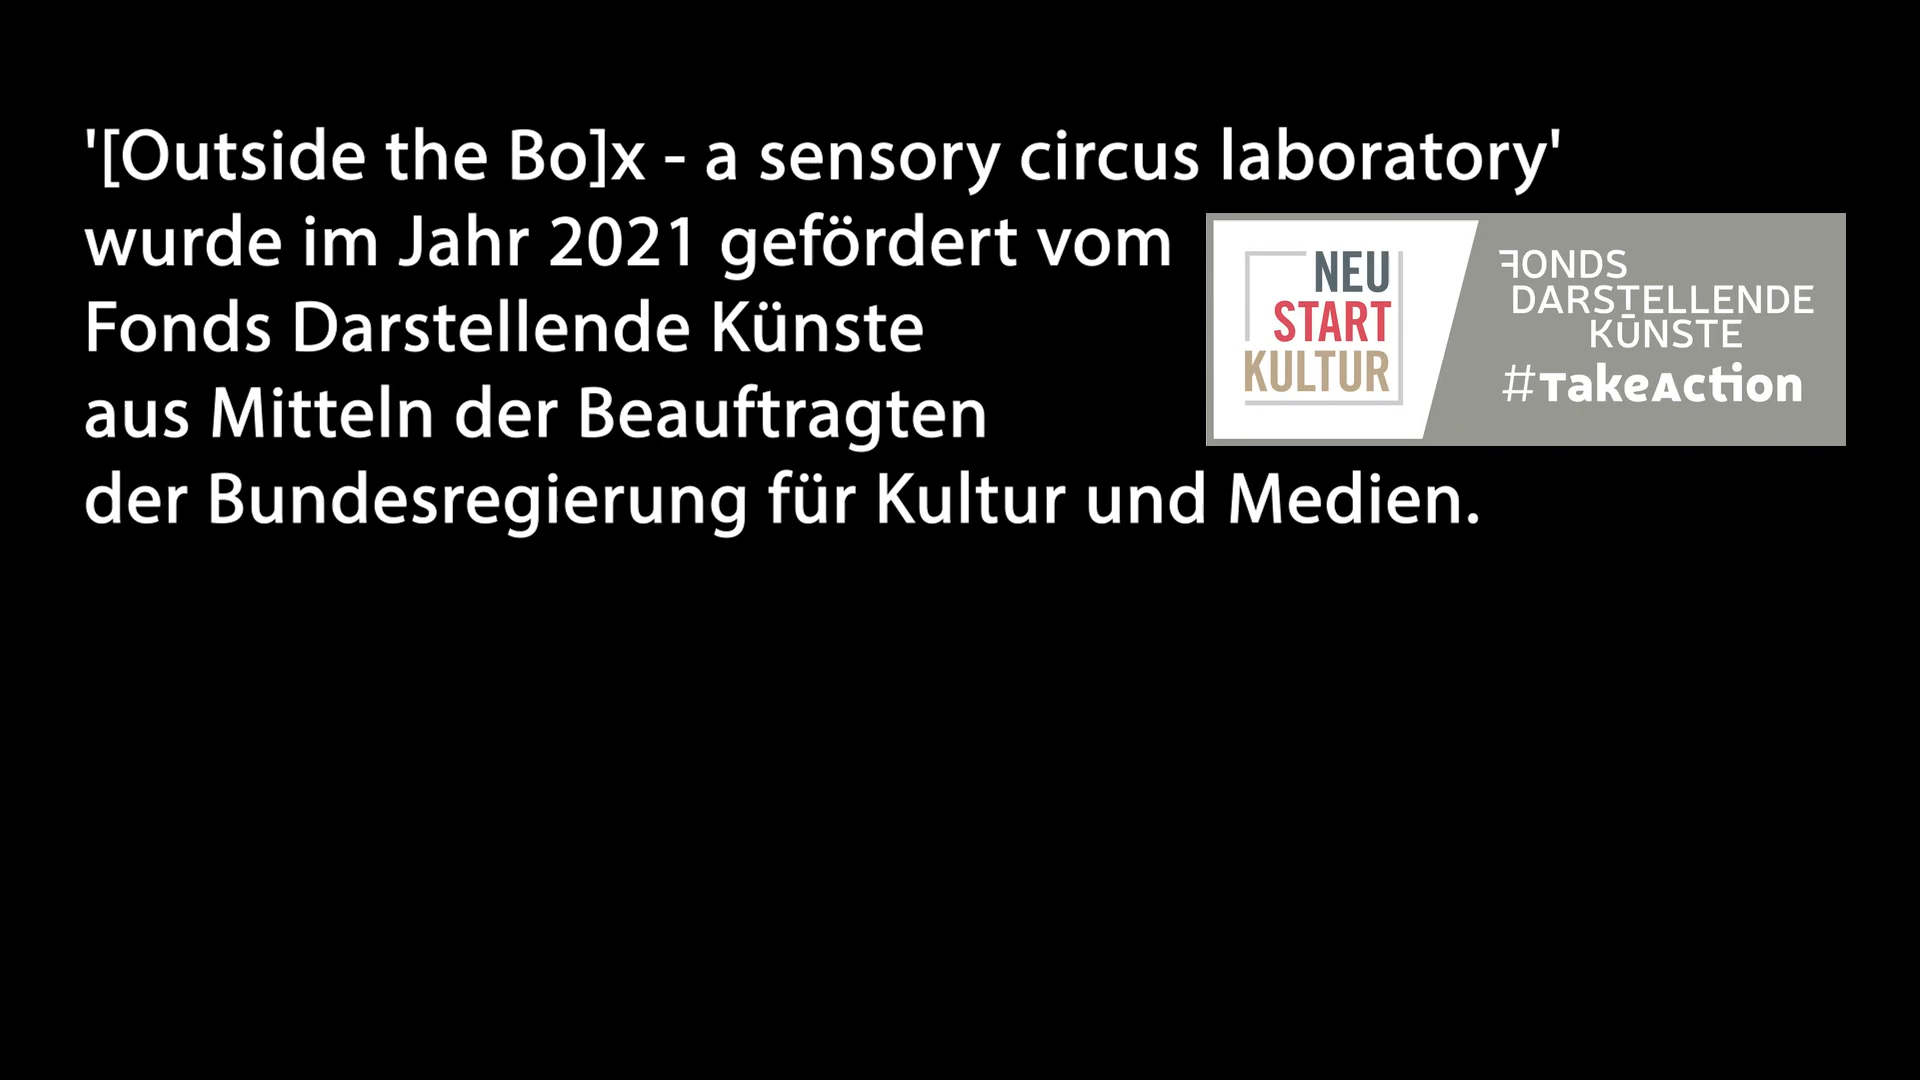 '[Outside the Bo]x - a sensory circus laboratory'
wurde im Jahr 2021 gefördert vom
Fonds Darstellende Künste
aus Mitteln der Beauftragten
der Bundesregierung für Kultur und Medien.
NEU
START
KULTUR
FONDS
DARSTELLENDE
KÜNSTE
#TakeAction